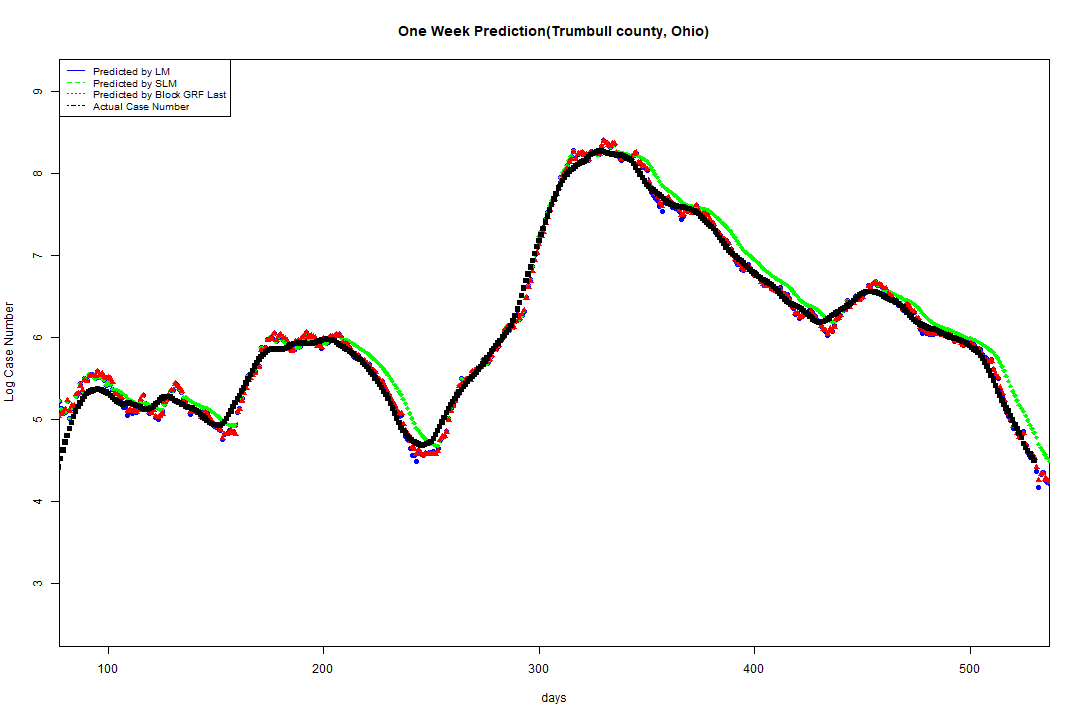 One Week Prediction(Trumbull county, Ohio)
Predicted by LM
Predicted by SLM
Predicted by Block GRF Last
Actual Case Number
Log Case Number
9
8
7
6
5
4
3
100 200 300 400 500
days